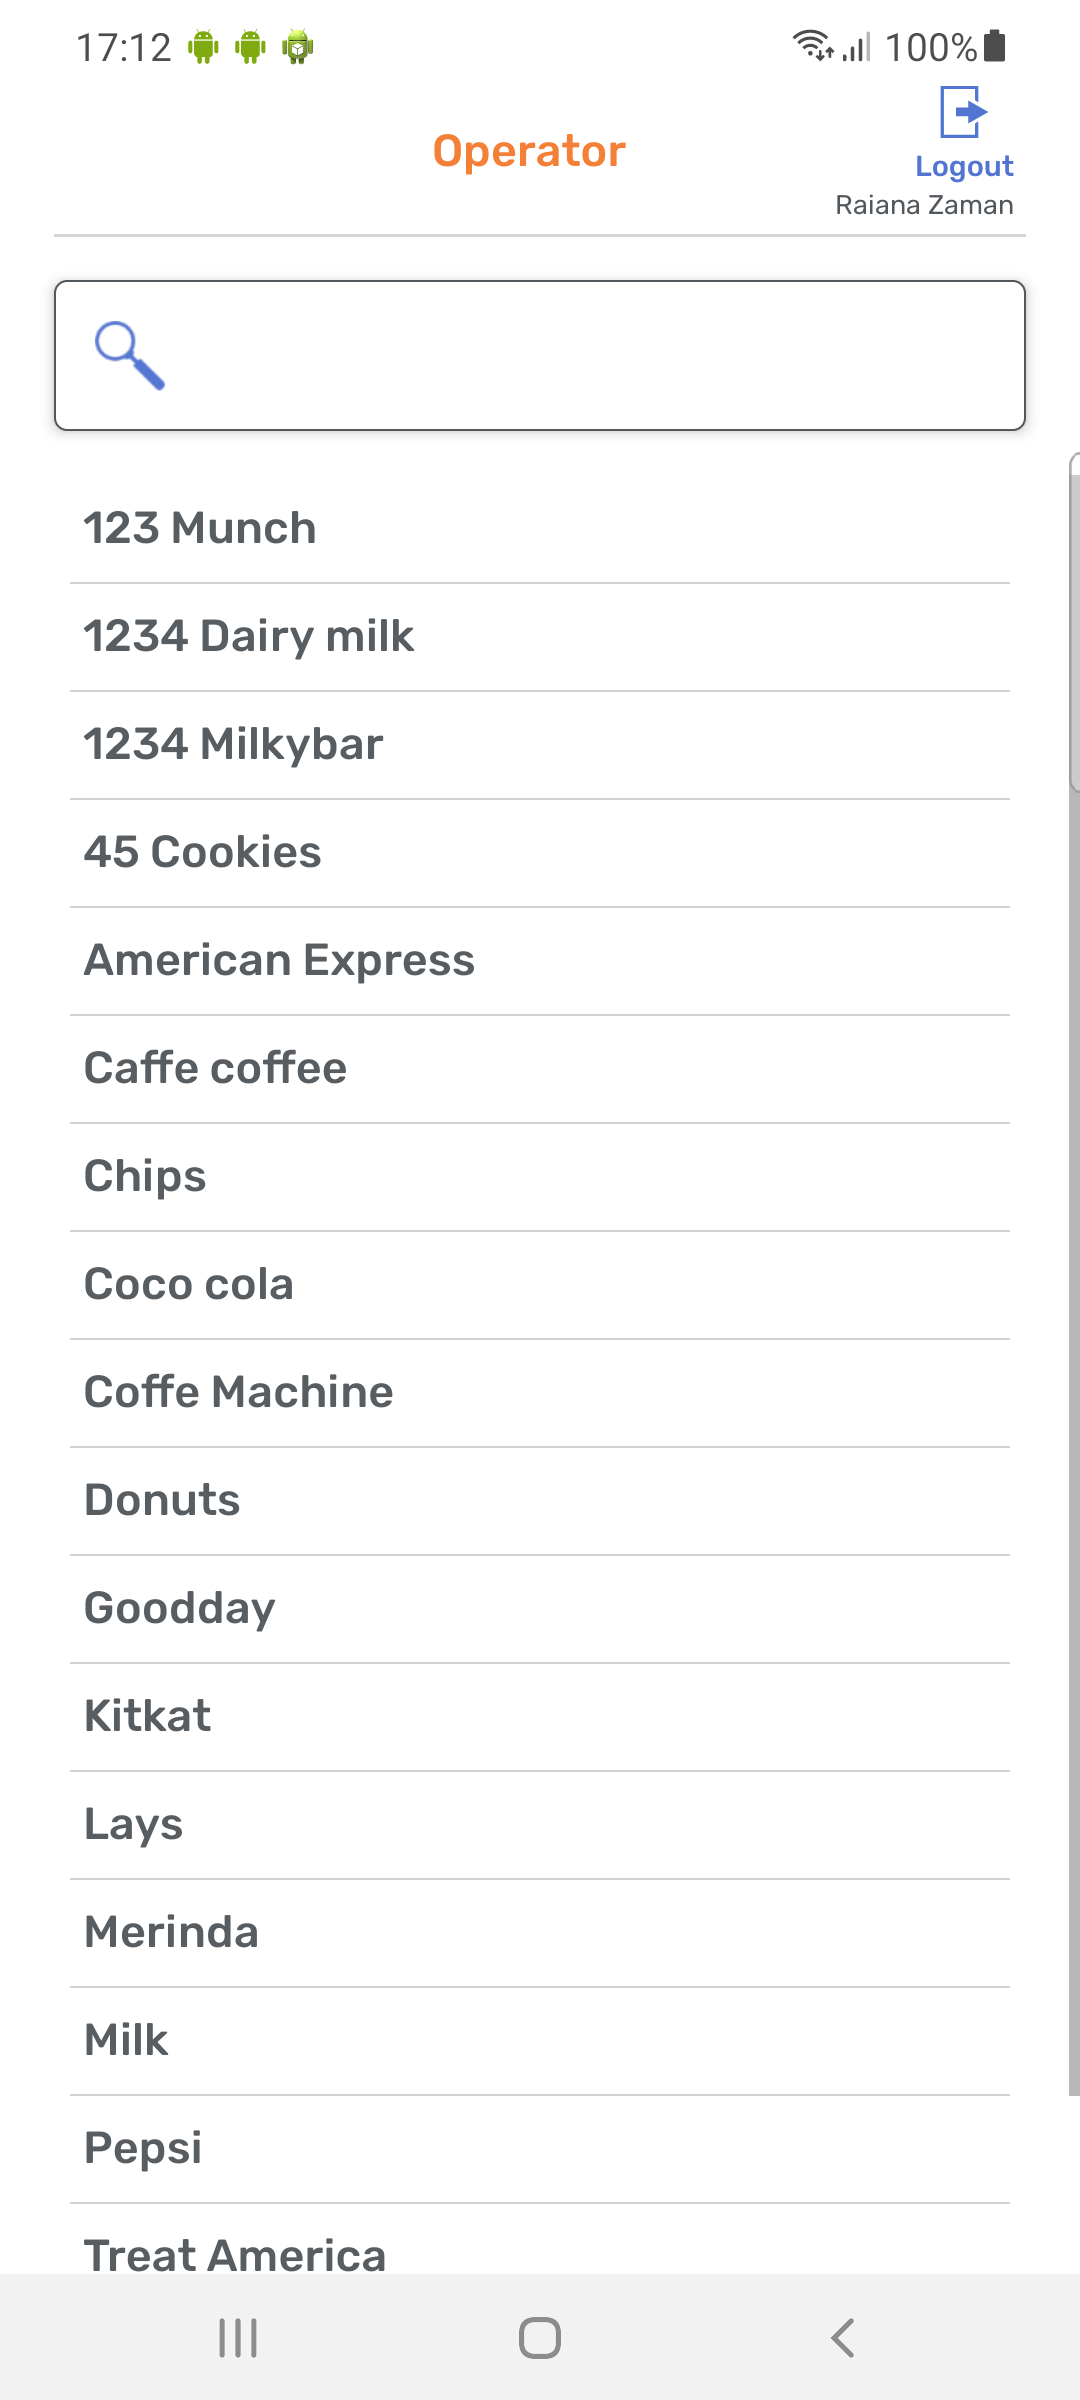 17:12
100%
Operator
Logout
Raiana Zaman
123 Munch
1234 Dairy milk
1234 Milkybar
45 Cookies
American Express
Caffe coffee
Chips
Coco cola
Coffe Machine
Donuts
Goodday
Kitkat
Lays
Merinda
Milk
Pepsi
Treat America